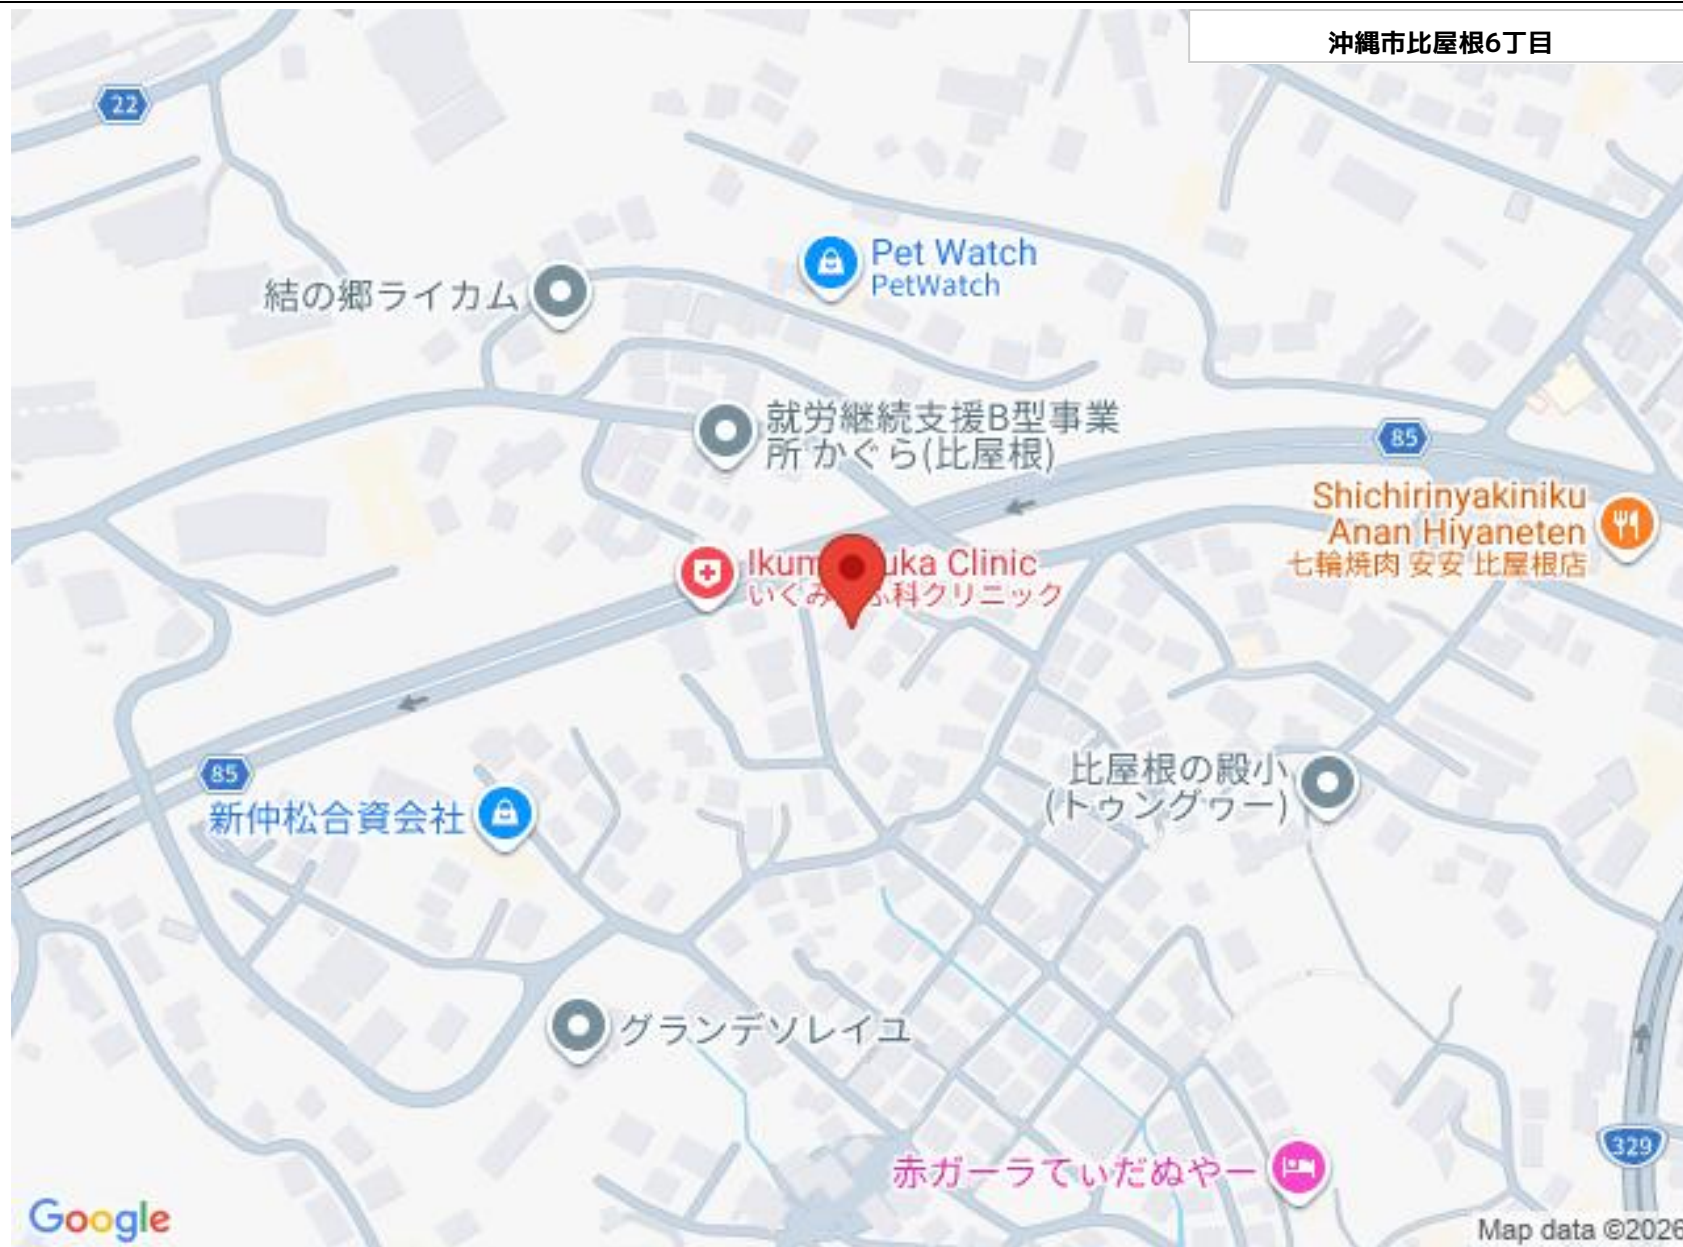 沖縄市比屋根6丁目
22
Pet Watch
PetWatch
結の郷ライカム
就労継続支援B型事業
所 かぐら(比屋根)
85
Shichirinyakiniku
Anan Hiyaneten
七輪焼肉 安安 比屋根店
Clinic
科クリニック
85
新仲松合資会社
比屋根の殿小
(トゥングヮー)
グランデソレイユ
329
赤ガーラてぃだぬやー
Google
Map data ©2026